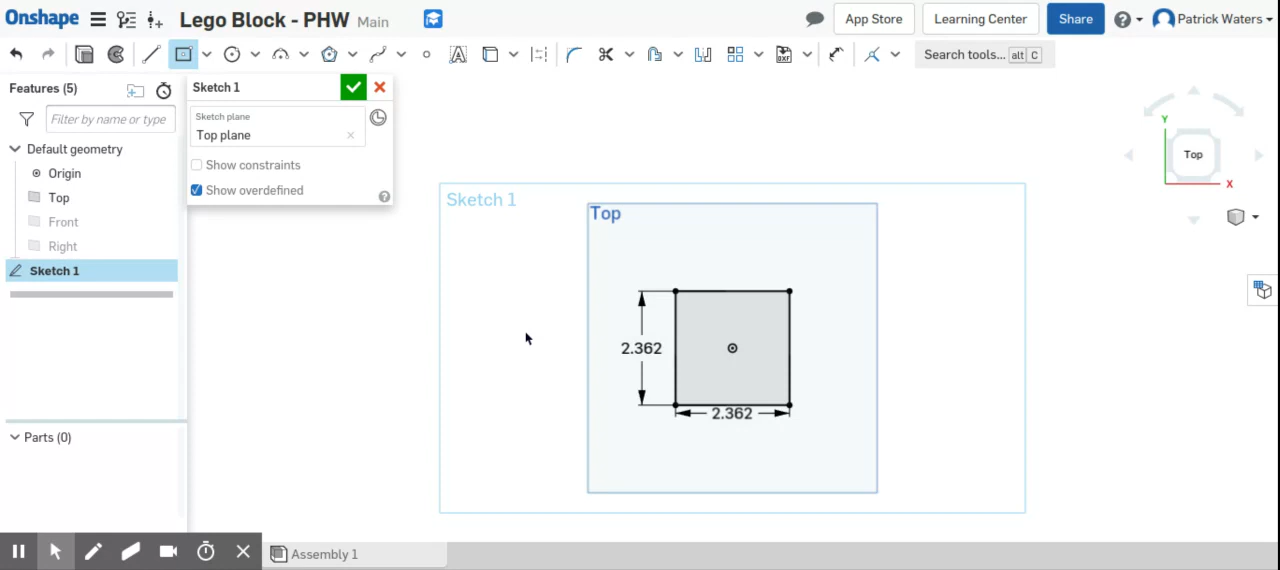 Onshape Lego Block - PHW Main App Store Learning Center Share Patrick Waters
Search tools... alt C
Features (5)
Filter by name or type
Default geometry
Origin
Top
Front
Right
Sketch 1
Parts (0)
Sketch 1
Sketch plane
Top plane
Show constraints
Show overdefined
Sketch 1
Top
2.362
2.362
Y
Top
X
Assembly 1